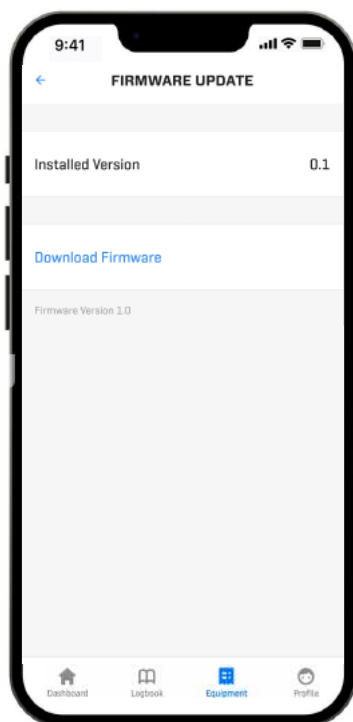 9:41
FIRMWARE UPDATE
Installed Version 0.1
Download Firmware
Firmware Version 1.0
Dashboard Logbook Equipment Profile